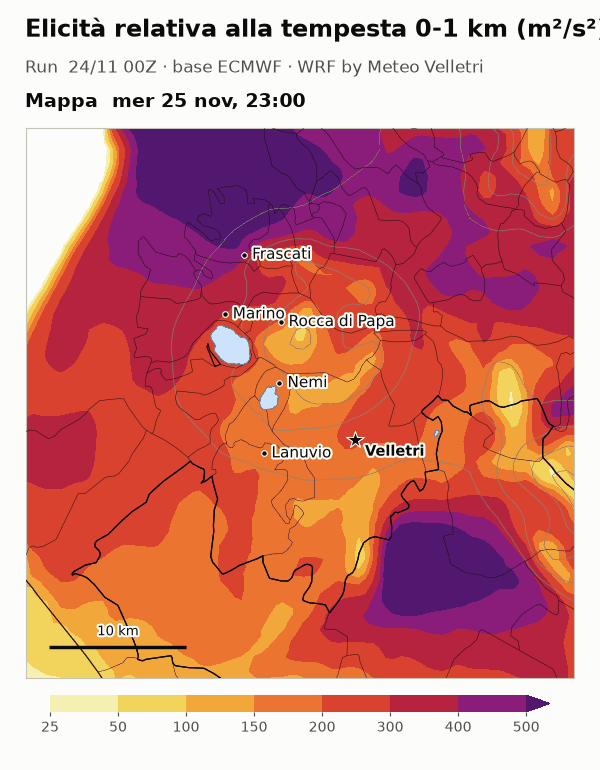 Elicità relativa alla tempesta 0-1 km (m²/s²)
Run  24/11 00Z · base ECMWF · WRF by Meteo Velletri
Mappa  mer 25 nov, 23:00
Frascati
Marino
Rocca di Papa
Nemi
Velletri
Lanuvio
10 km
25 50 100 150 200 300 400 500